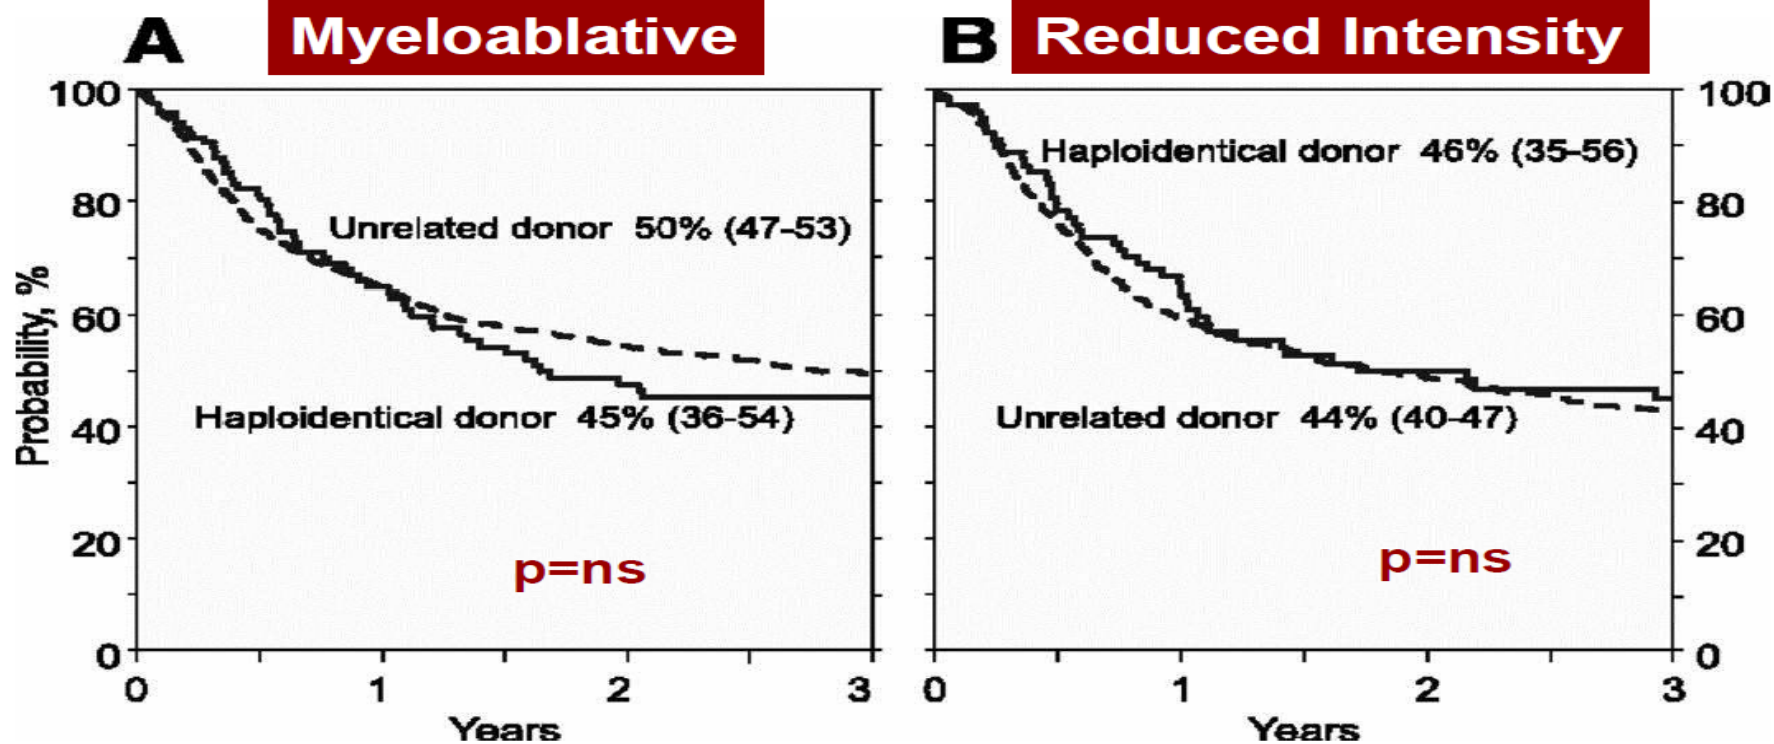 A Myeloablative
100
80
60
40
20
0
Probability, %
Unrelated donor 50% (47-53)
Haploidentical donor 45% (36-54)
p=ns
0 1 2 3
Years
B Reduced Intensity
Haploidentical donor 46% (35-56)
Unrelated donor 44% (40-47)
p=ns
100
80
60
40
20
0
0 1 2 3
Years